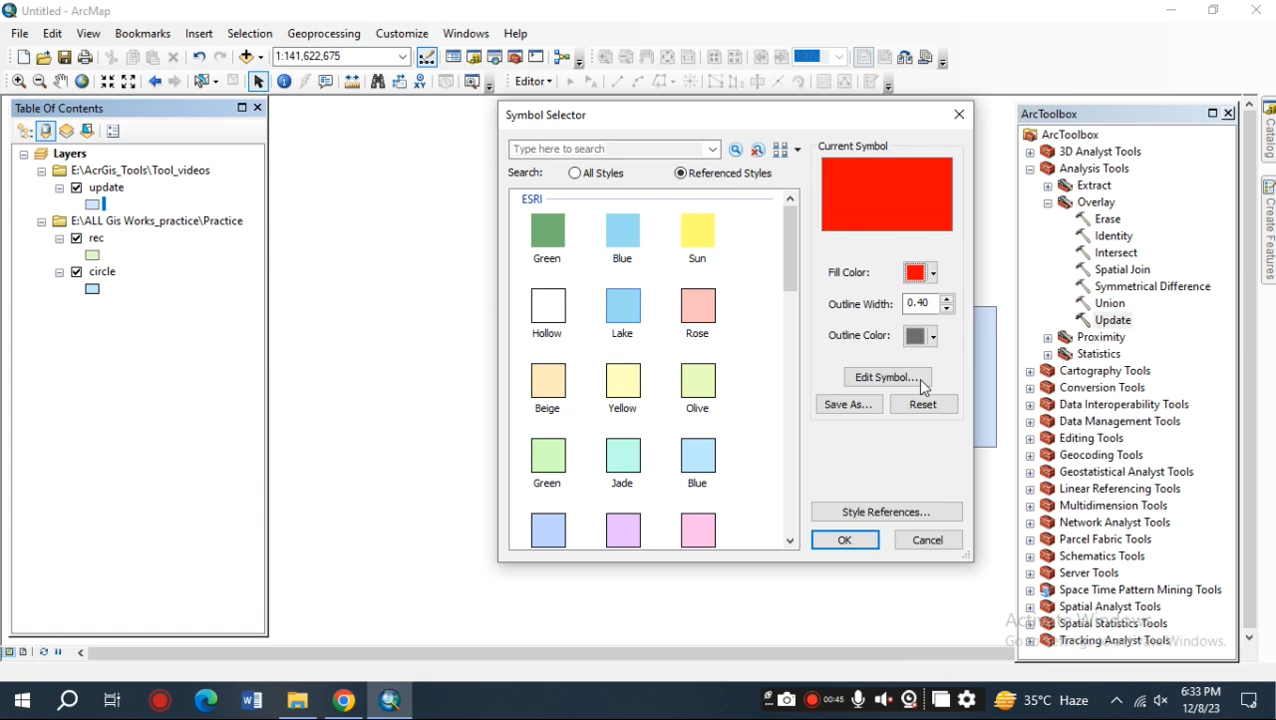 Untitled - ArcMap
File Edit View Bookmarks Insert Selection Geoprocessing Customize Windows Help
1:141,622,675
Editor
Table Of Contents
Layers
E:\AcrGis_Tools\Tool_videos
update
E:\ALL Gis Works_practice\Practice
rec
circle
Symbol Selector
Type here to search
Search: All Styles Referenced Styles
ESRI
Green Blue Sun
Hollow Lake Rose
Beige Yellow Olive
Green Jade Blue
Current Symbol
Fill Color:
Outline Width: 0.40
Outline Color:
Edit Symbol...
Save As... Reset
Style References...
OK Cancel
ArcToolbox
ArcToolbox
3D Analyst Tools
Analysis Tools
Extract
Overlay
Erase
Identity
Intersect
Spatial Join
Symmetrical Difference
Union
Update
Proximity
Statistics
Cartography Tools
Conversion Tools
Data Interoperability Tools
Data Management Tools
Editing Tools
Geocoding Tools
Geostatistical Analyst Tools
Linear Referencing Tools
Multidimension Tools
Network Analyst Tools
Parcel Fabric Tools
Schematics Tools
Server Tools
Space Time Pattern Mining Tools
Spatial Analyst Tools
Spatial Statistics Tools
Tracking Analyst Tools
Catalog
Create Features
Activate Windows
Go to Settings to activate Windows.
00:45
35°C Haze
6:33 PM
12/8/23